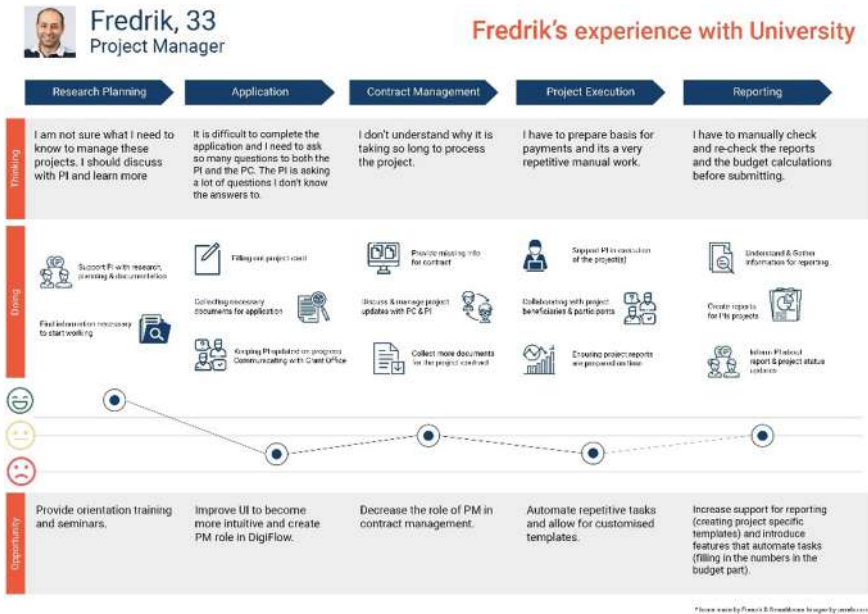 Fredrik, 33
Project Manager
Fredrik's experience with University
Research Planning
Application
Contract Management
Project Execution
Reporting
Thinking
I am not sure what I need to
know to manage these
projects. I should discuss
with PI and learn more
It is difficult to complete the
application and I need to ask
so many questions to both
the PI and the PC. The PI is asking
a lot of questions I don't know
the answers to.
I don't understand why it is
taking so long to process
the project.
I have to prepare basis for
payments and its a very
repetitive manual work.
I have to manually check
and re-check the reports
and the budget calculations
before submitting.
Doing
Support PI with research,
planning & documentation
Find information necessary
to start working
Filling out project card
Collecting necessary
documents for application
Keeping PI updated on progress
Communicating with Grant Office
Provide missing info
for contract
Discuss & manage project
updates with PC & PI
Collect more documents
for the project contract
Support PI in execution
of the project(s)
Collaborating with project
beneficiaries & participants
Ensuring project reports
are prepared on time
Understand & Gather
information for reporting
Create reports
for PIs projects
Inform PI about
report & project status
updates
Opportunity
Provide orientation training
and seminars.
Improve UI to become
more intuitive and create
PM role in DigiFlow.
Decrease the role of PM in
contract management.
Automate repetitive tasks
and allow for customised
templates.
Increase support for reporting
(creating project specific
templates) and introduce
features that automate tasks
(filling in the numbers in the
budget part).